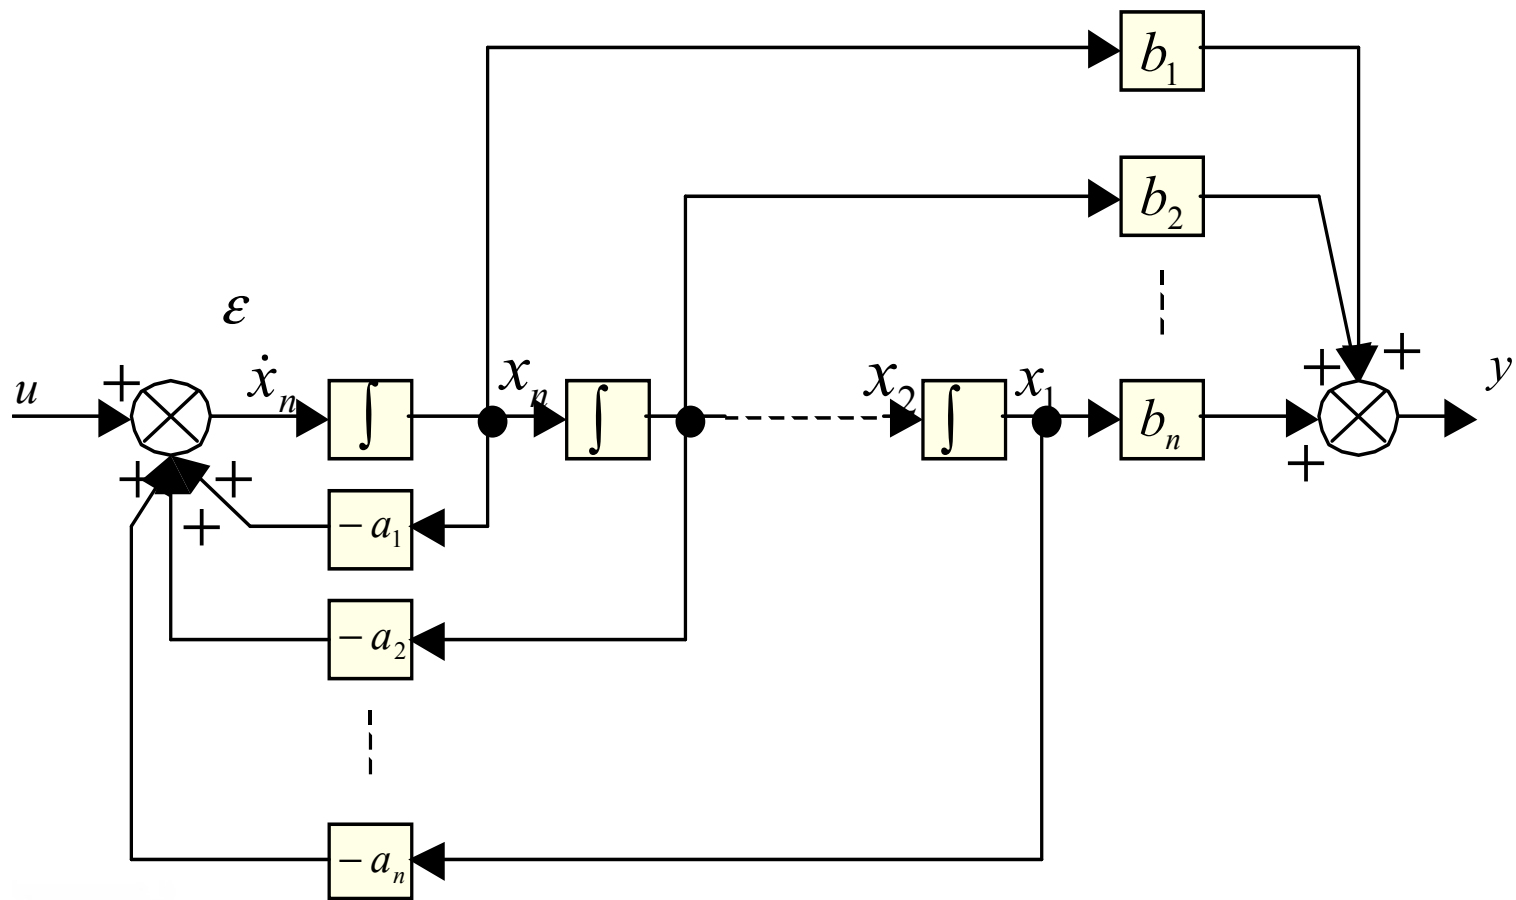 b₁
b₂
ε
u + ẋₙ ∫ xₙ ∫ x₂ ∫ x₁ bₙ + + y
+
+ + +
− a₁
− a₂
− aₙ